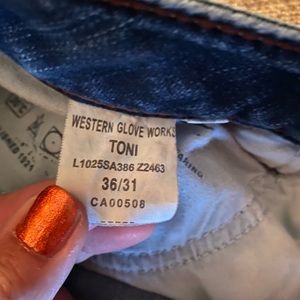 WESTERN GLOVE WORKS
TONI
L1025SA386 Z2463
36/31
CA00508